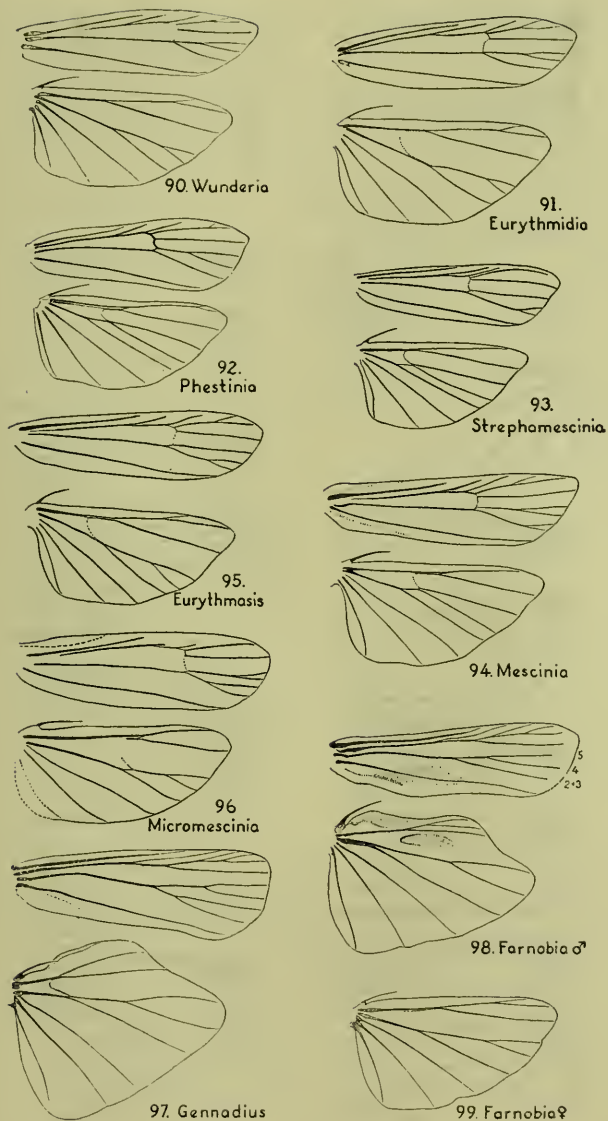 90. Wunderia
91.
Eurythmidia
92.
Phestinia
93.
Strephomescinia
95.
Eurythmasis
94. Mescinia
96
Micromescinia
5
4
2+3
98. Farnobia ♂
97. Gennadius
99. Farnobia ♀